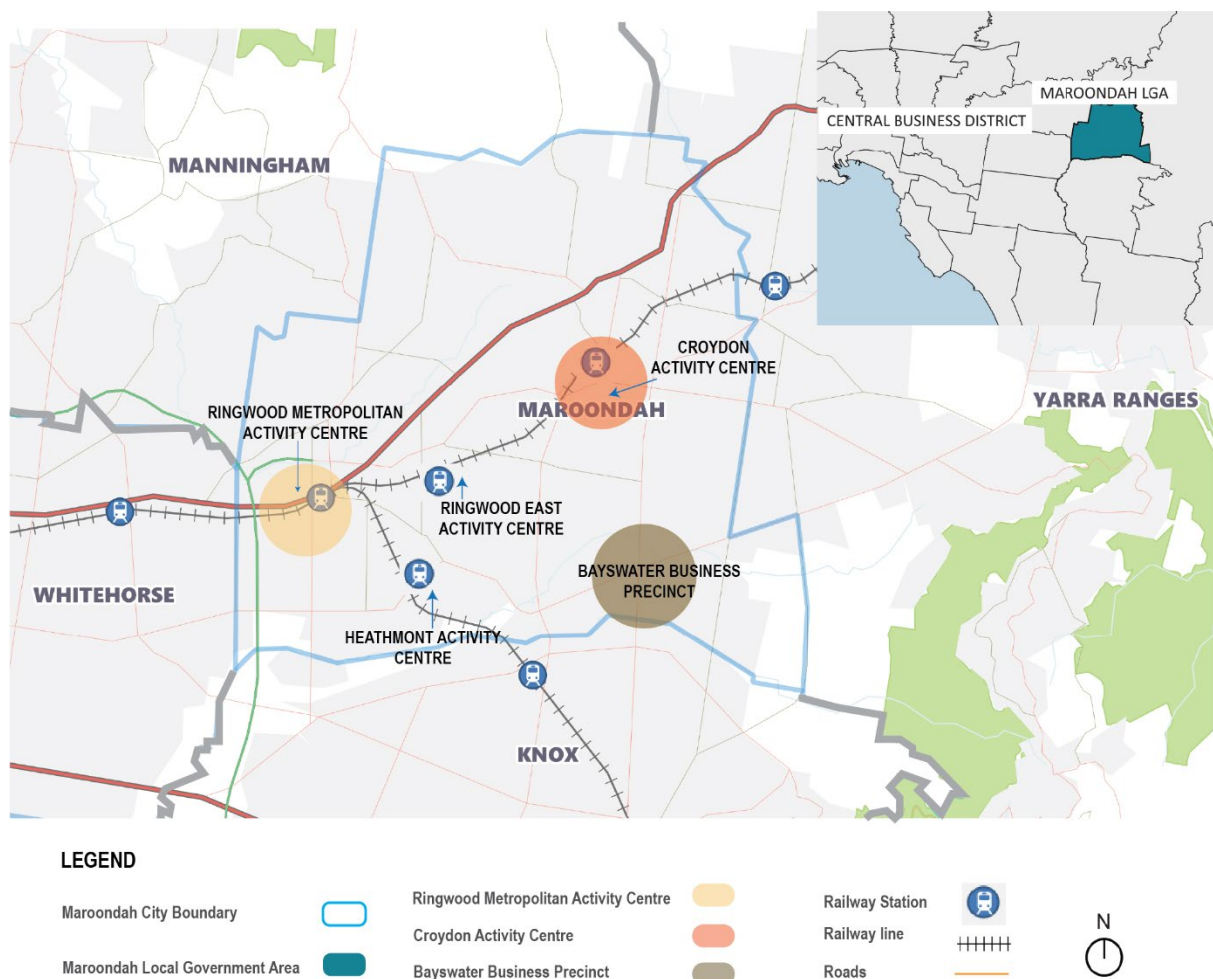 MAROONDAH LGA
CENTRAL BUSINESS DISTRICT
MANNINGHAM
CROYDON
ACTIVITY CENTRE
YARRA RANGES
RINGWOOD METROPOLITAN
ACTIVITY CENTRE
MAROONDAH
RINGWOOD EAST
ACTIVITY CENTRE
BAYSWATER BUSINESS
PRECINCT
WHITEHORSE
HEATHMONT ACTIVITY
CENTRE
KNOX
LEGEND
Maroondah City Boundary
Maroondah Local Government Area
Ringwood Metropolitan Activity Centre
Croydon Activity Centre
Bayswater Business Precinct
Railway Station
Railway line
Roads
N